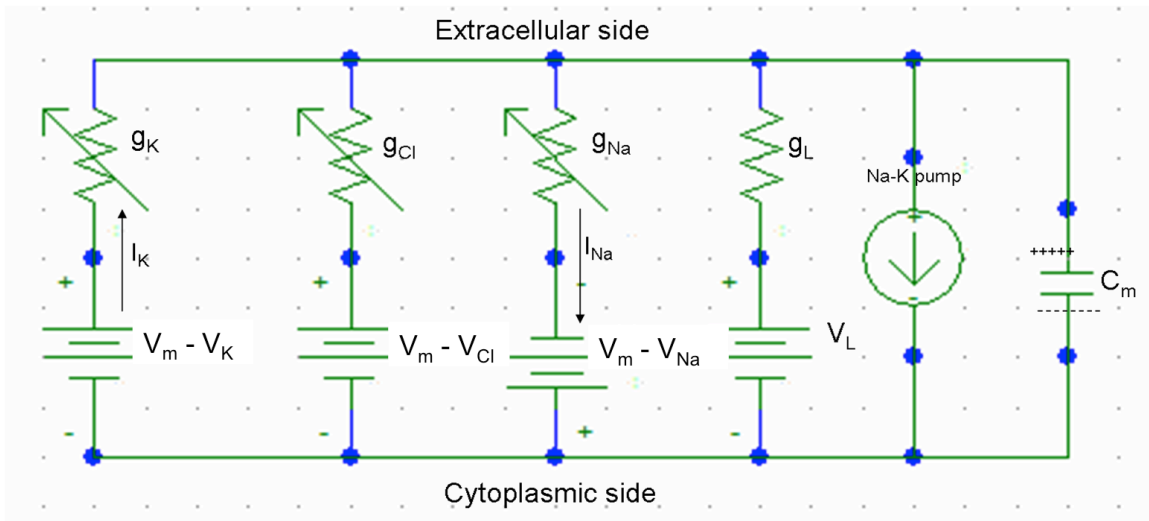 Extracellular side
gK
gCl
gNa
gL
Na-K pump
IK
INa
+
+
-
+
+
-
+++++
Cm
----------
Vm - VK
Vm - VCl
Vm - VNa
VL
-
-
+
-
Cytoplasmic side